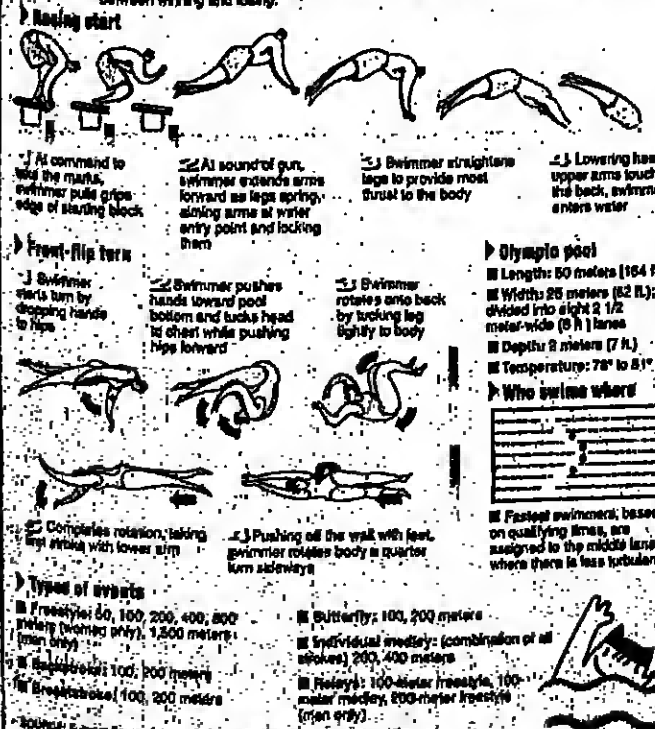 between winning and losing.
Racing start
At command to
take the marks,
swimmer pulls grips
edge of starting block
At sound of gun,
swimmer extends arms
forward as legs spring,
aiming arms at water
entry point and locking
them
Swimmer straightens
legs to provide most
thrust to the body
Lowering
upper arms touch
the back,
enters water
Front-flip turn
Swimmer
starts turn by
dropping hands
to hips
Swimmer pushes
hands toward pool
bottom and tucks head
to chest while pushing
hips forward
Swimmer
rotates onto back
by tucking leg
tightly to body
Completes rotation, taking
first stroke with lower arm
Pushing off the wall with feet,
swimmer rotates body a quarter
turn sideways
Olympic pool
Length: 50 meters (164
Width: 25 meters (82 ft.);
divided into eight 2 1/2
meter-wide (8 ft) lanes
Depth: 2 meters (7 ft.)
Temperature: 78° to 81°
Who swims where
Fastest swimmers, based
on qualifying times, are
assigned to the middle
where there is less
Types of events
Freestyle: 50, 100, 200, 400, 800
meters (women only), 1,500 meters
(men only)
Backstroke: 100, 200 meters
Breaststroke: 100, 200 meters
Butterfly: 100, 200 meters
Individual medley: (combination of all
strokes) 200, 400 meters
Relays: 100-meter freestyle, 100-
meter medley, 200-meter freestyle
(men only)